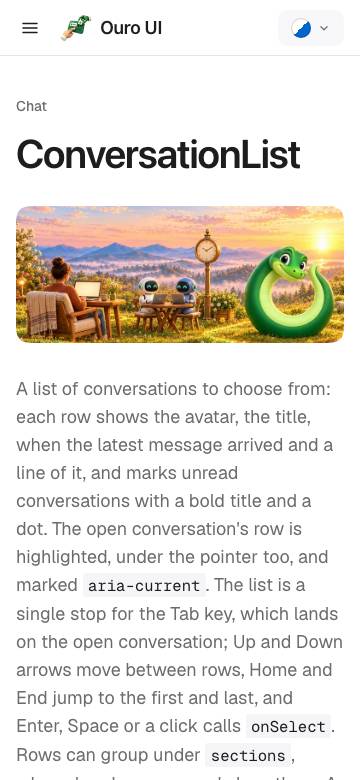 Ouro UI
Chat
ConversationList
A list of conversations to choose from:
each row shows the avatar, the title,
when the latest message arrived and a
line of it, and marks unread
conversations with a bold title and a
dot. The open conversation's row is
highlighted, under the pointer too, and
marked aria-current. The list is a
single stop for the Tab key, which lands
on the open conversation; Up and Down
arrows move between rows, Home and
End jump to the first and last, and
Enter, Space or a click calls onSelect.
Rows can group under sections,